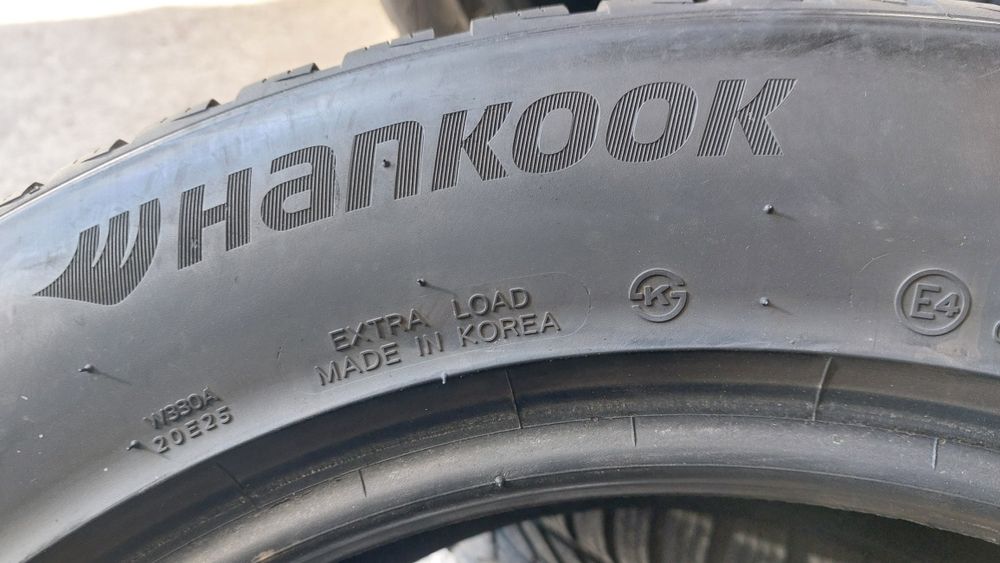 Hankook
EXTRA LOAD
MADE IN KOREA
K
E4
W330A
20E25